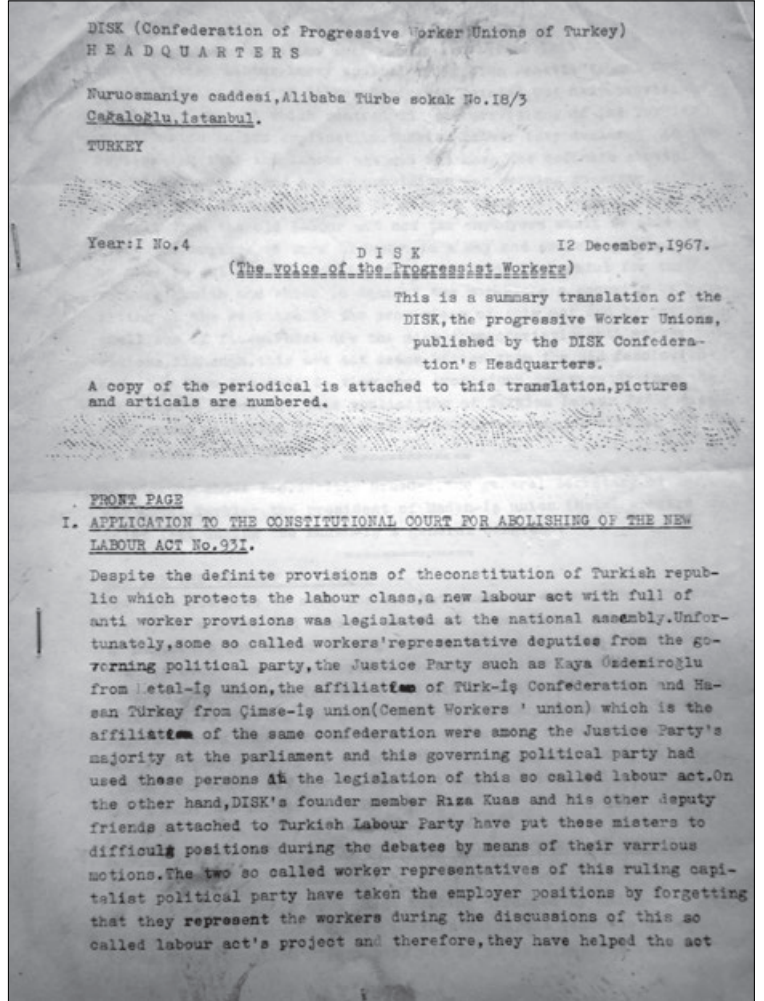 DISK (Confederation of Progressive Worker Unions of Turkey)
H E A D Q U A R T E R S
Nuruosmaniye caddesi,Alibaba Türbe sokak No.I8/3
Cağaloğlu,İstanbul.
TURKEY
Year:I No.4
12 December,1967.
D I S K
(The voice of the Progressist Workers)
This is a summary translation of the
DISK,the progressive Worker Unions,
published by the DISK Confedera-
tion's Headquarters.
A copy of the periodical is attached to this translation,pictures
and articals are numbered.
FRONT PAGE
I. APPLICATION TO THE CONSTITUTIONAL COURT FOR ABOLISHING OF THE NEW
LABOUR ACT No.93I.
Despite the definite provisions of theconstitution of Turkish repub-
lic which protects the labour class,a new labour act with full of
anti worker provisions was legislated at the national assembly.Unfor-
tunately,some so called workers'representative deputies from the go-
verning political party,the Justice Party such as Kaya Özdemiroğlu
from Metal-İş union,the affiliation of Türk-İş Confederation and Ha-
san Türkay from Çimse-İş union(Cement Workers ' union) which is the
affiliation of the same confederation were among the Justice Party's
majority at the parliament and this governing political party had
used these persons at the legislation of this so called labour act.On
the other hand,DISK's founder member Rıza Kuas and his other deputy
friends attached to Turkish Labour Party have put these misters to
difficult positions during the debates by means of their varrious
motions.The two so called worker representatives of this ruling capi-
talist political party have taken the employer positions by forgetting
that they represent the workers during the discussions of this so
called labour act's project and therefore,they have helped the act